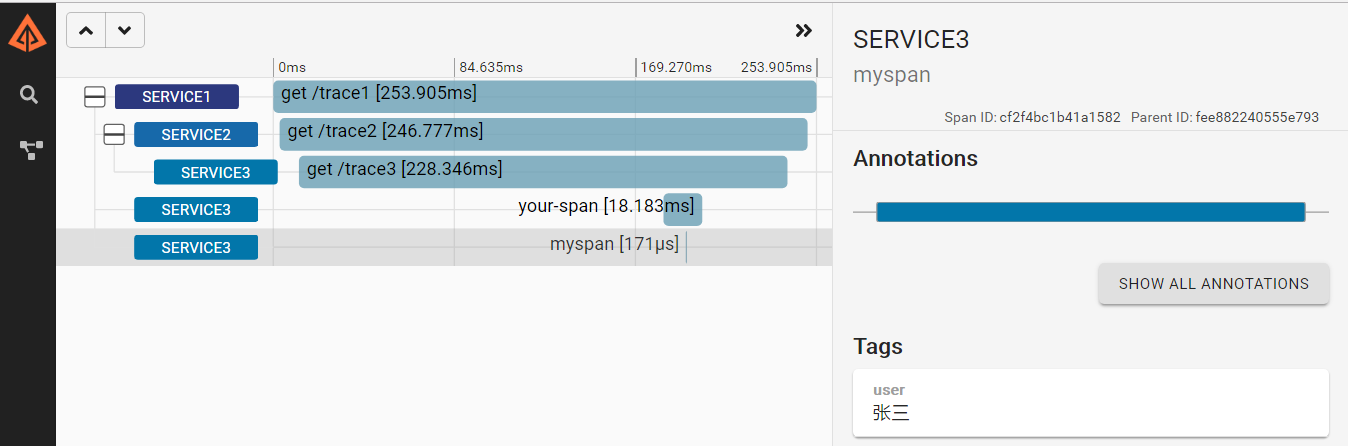 0ms 84.635ms 169.270ms 253.905ms
SERVICE1 get /trace1 [253.905ms]
SERVICE2 get /trace2 [246.777ms]
SERVICE3 get /trace3 [228.346ms]
SERVICE3 your-span [18.183ms]
SERVICE3 myspan [171μs]
SERVICE3
myspan
Span ID: cf2f4bc1b41a1582 Parent ID: fee882240555e793
Annotations
SHOW ALL ANNOTATIONS
Tags
user
张三